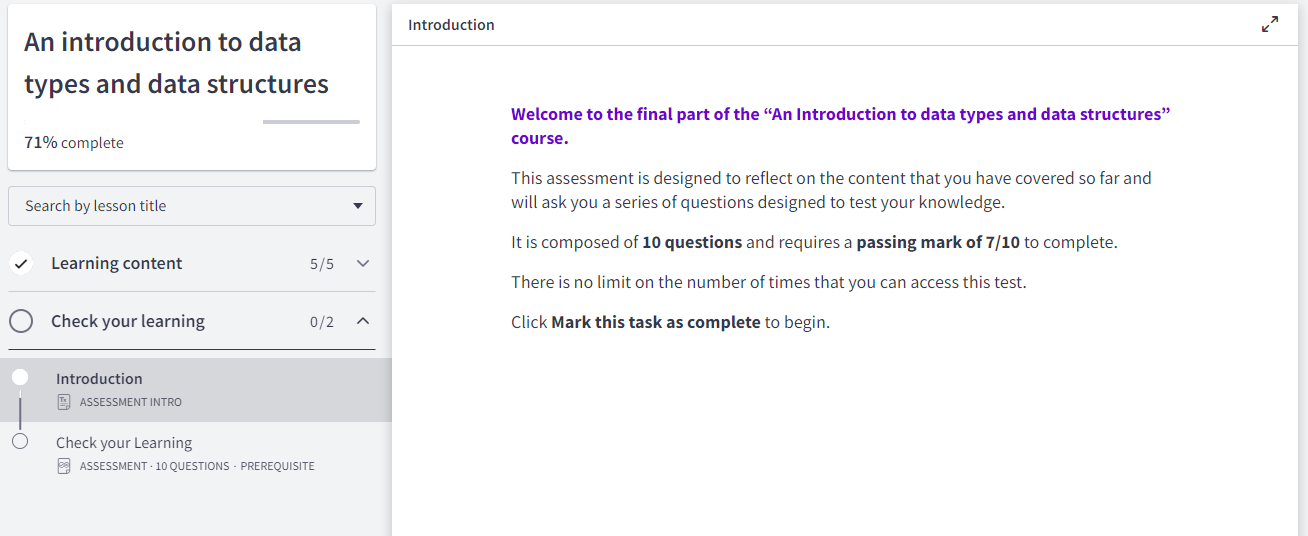 An introduction to data
types and data structures
71% complete
Search by lesson title
Learning content 5/5
Check your learning 0/2
Introduction
ASSESSMENT INTRO
Check your Learning
ASSESSMENT · 10 QUESTIONS · PREREQUISITE
Introduction
Welcome to the final part of the “An Introduction to data types and data structures”
course.
This assessment is designed to reflect on the content that you have covered so far and
will ask you a series of questions designed to test your knowledge.
It is composed of 10 questions and requires a passing mark of 7/10 to complete.
There is no limit on the number of times that you can access this test.
Click Mark this task as complete to begin.